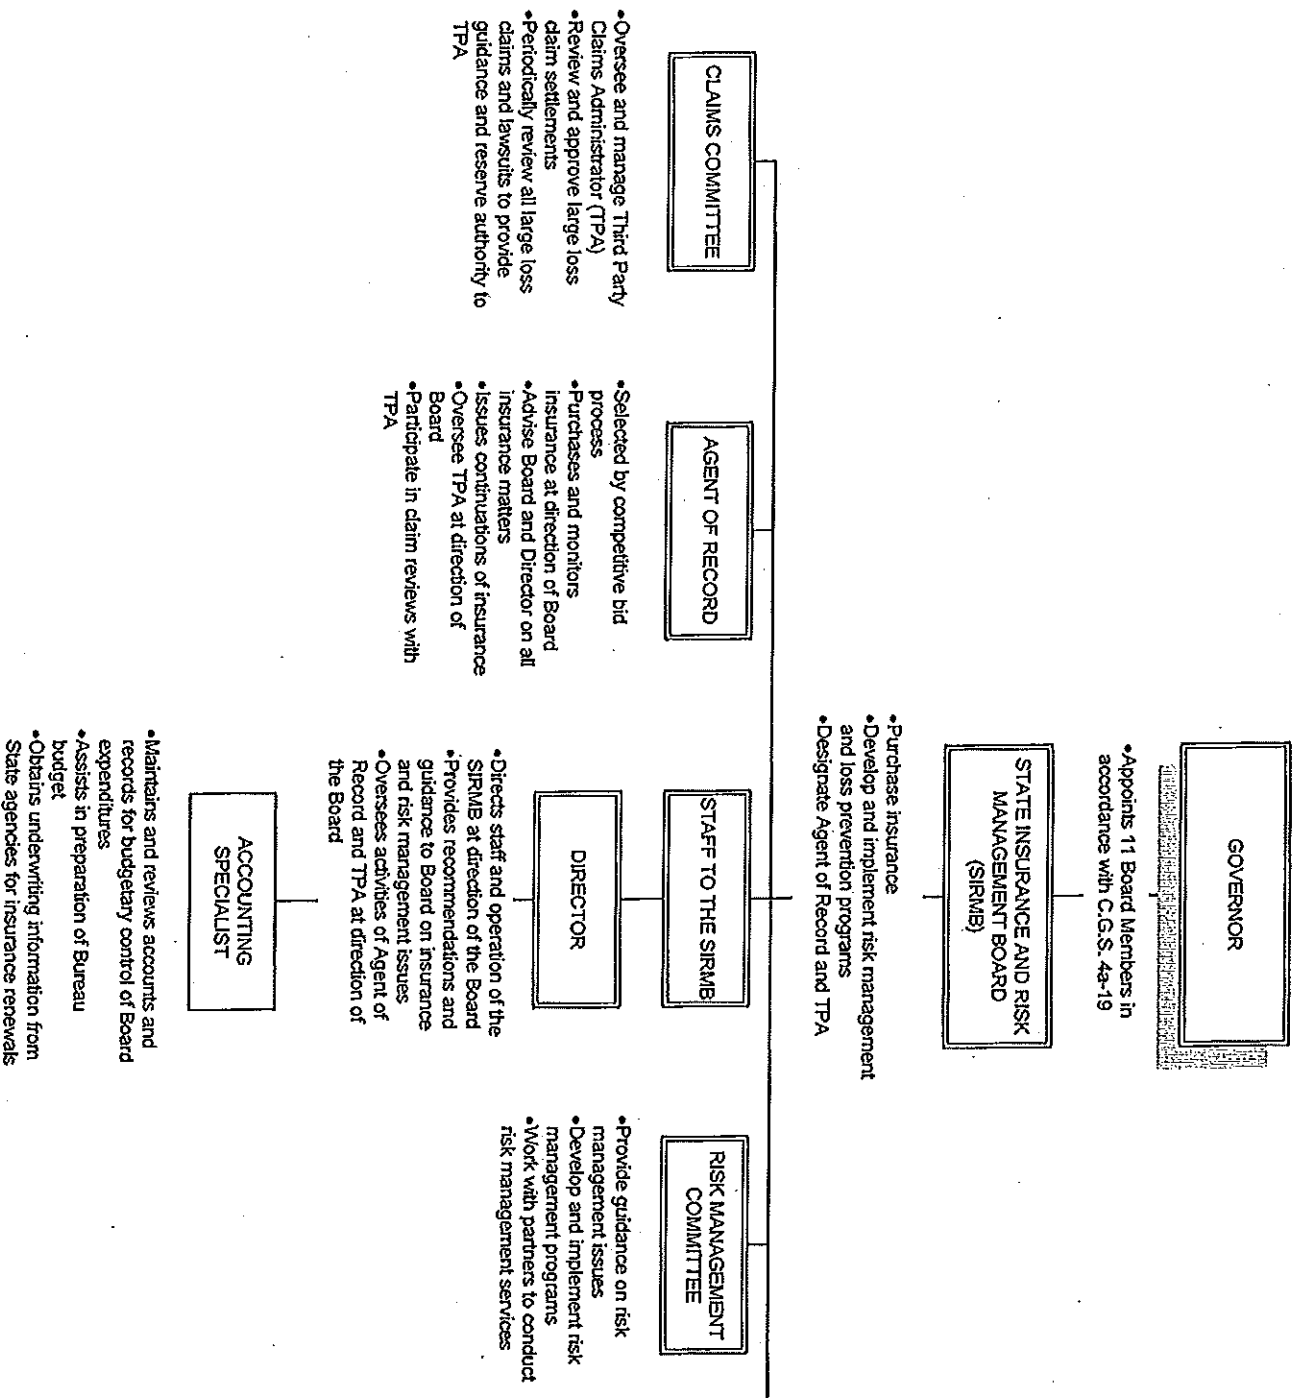 GOVERNOR
•Appoints 11 Board Members in
accordance with C.G.S. 4a-19
STATE INSURANCE AND RISK
MANAGEMENT BOARD
(SIRMB)
•Purchase insurance
•Develop and implement risk management
and loss prevention programs
•Designate Agent of Record and TPA
CLAIMS COMMITTEE
•Oversee and manage Third Party
Claims Administrator (TPA)
•Review and approve large loss
claim settlements
•Periodically review all large loss
claims and lawsuits to provide
guidance and reserve authority to
TPA
AGENT OF RECORD
•Selected by competitive bid
process
•Purchases and monitors
insurance at direction of Board
•Advise Board and Director on all
insurance matters
•Issues continuations of insurance
•Oversee TPA at direction of
Board
•Participate in claim reviews with
TPA
STAFF TO THE SIRMB
DIRECTOR
•Directs staff and operation of the
SIRMB at direction of the Board
•Provides recommendations and
guidance to Board on insurance
and risk management issues
•Oversees activities of Agent of
Record and TPA at direction of
the Board
ACCOUNTING
SPECIALIST
•Maintains and reviews accounts and
records for budgetary control of Board
expenditures
•Assists in preparation of Bureau
budget
•Obtains underwriting information from
State agencies for insurance renewals
RISK MANAGEMENT
COMMITTEE
•Provide guidance on risk
management issues
•Develop and implement risk
management programs
•Work with partners to conduct
risk management services